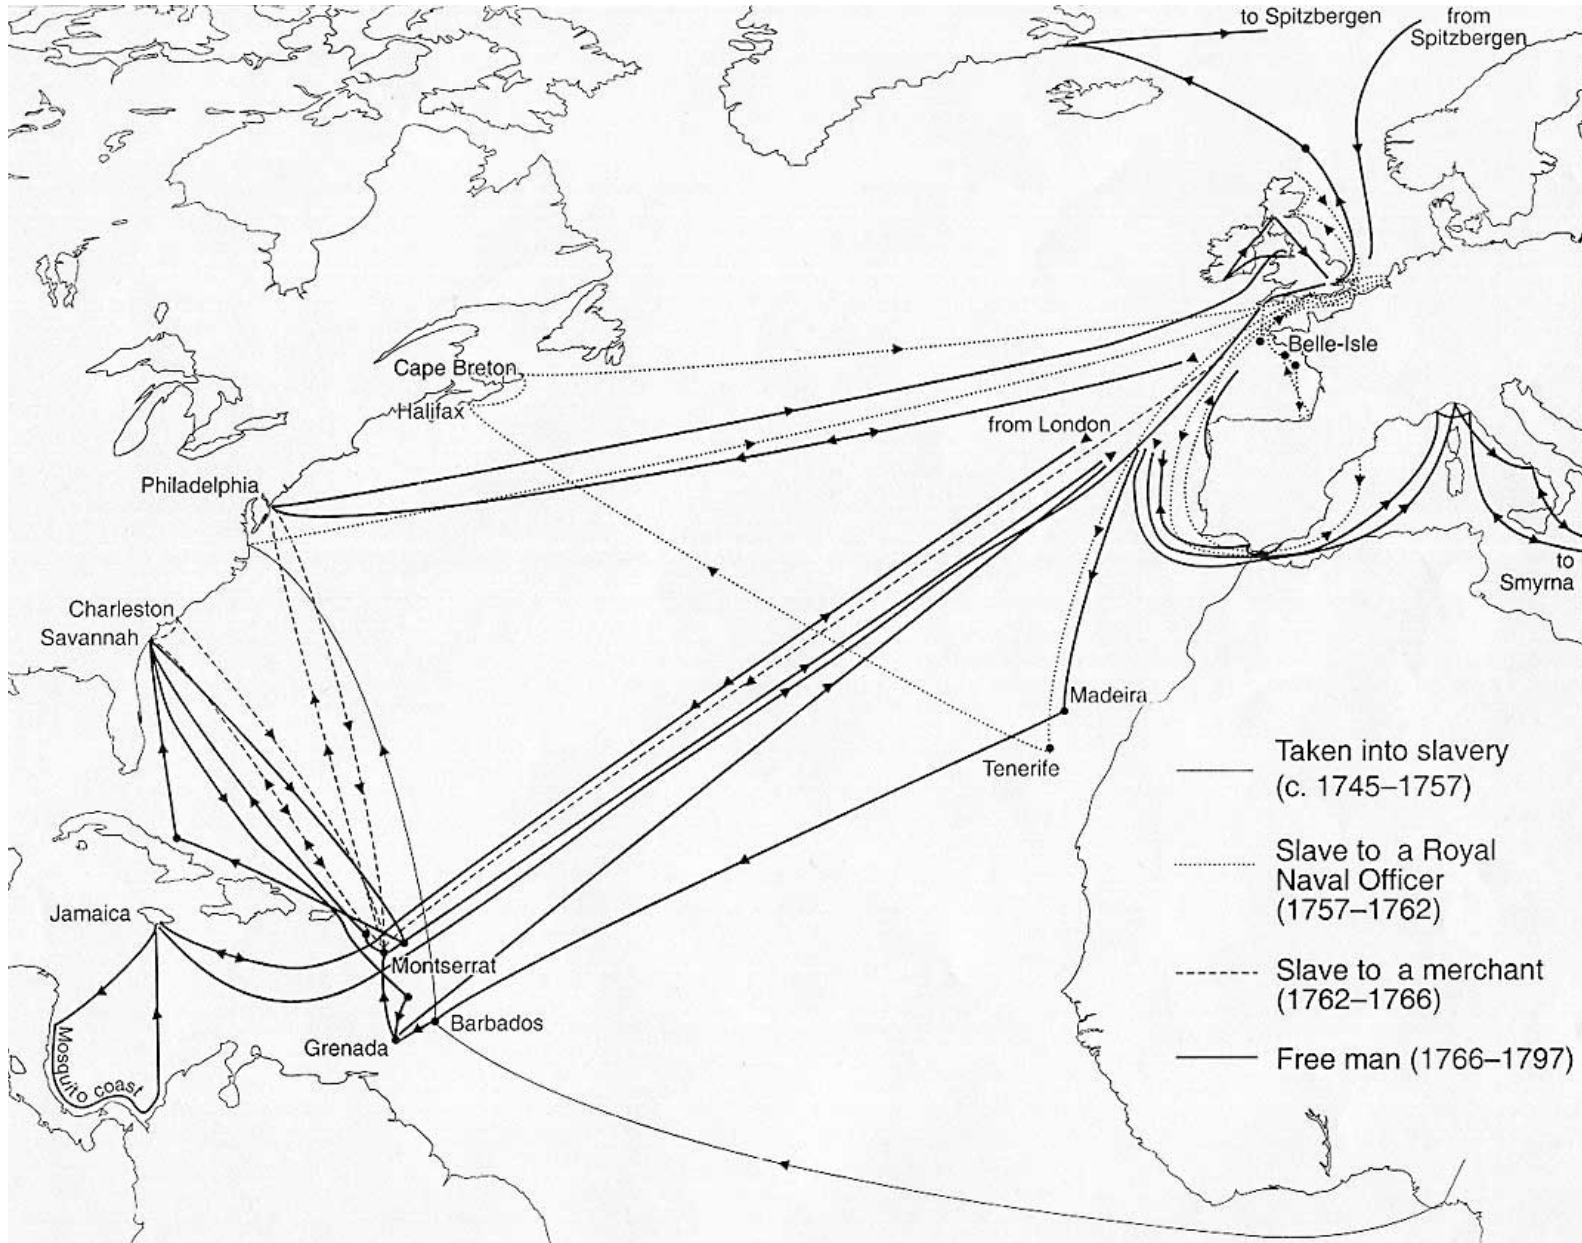 to Spitzbergen
from
Spitzbergen
Belle-Isle
Cape Breton
Halifax
from London
Philadelphia
to
Smyrna
Charleston
Savannah
Madeira
Tenerife
Taken into slavery
(c. 1745–1757)
Slave to a Royal
Naval Officer
(1757–1762)
Jamaica
Montserrat
Slave to a merchant
(1762–1766)
Barbados
Grenada
Mosquito coast
Free man (1766–1797)